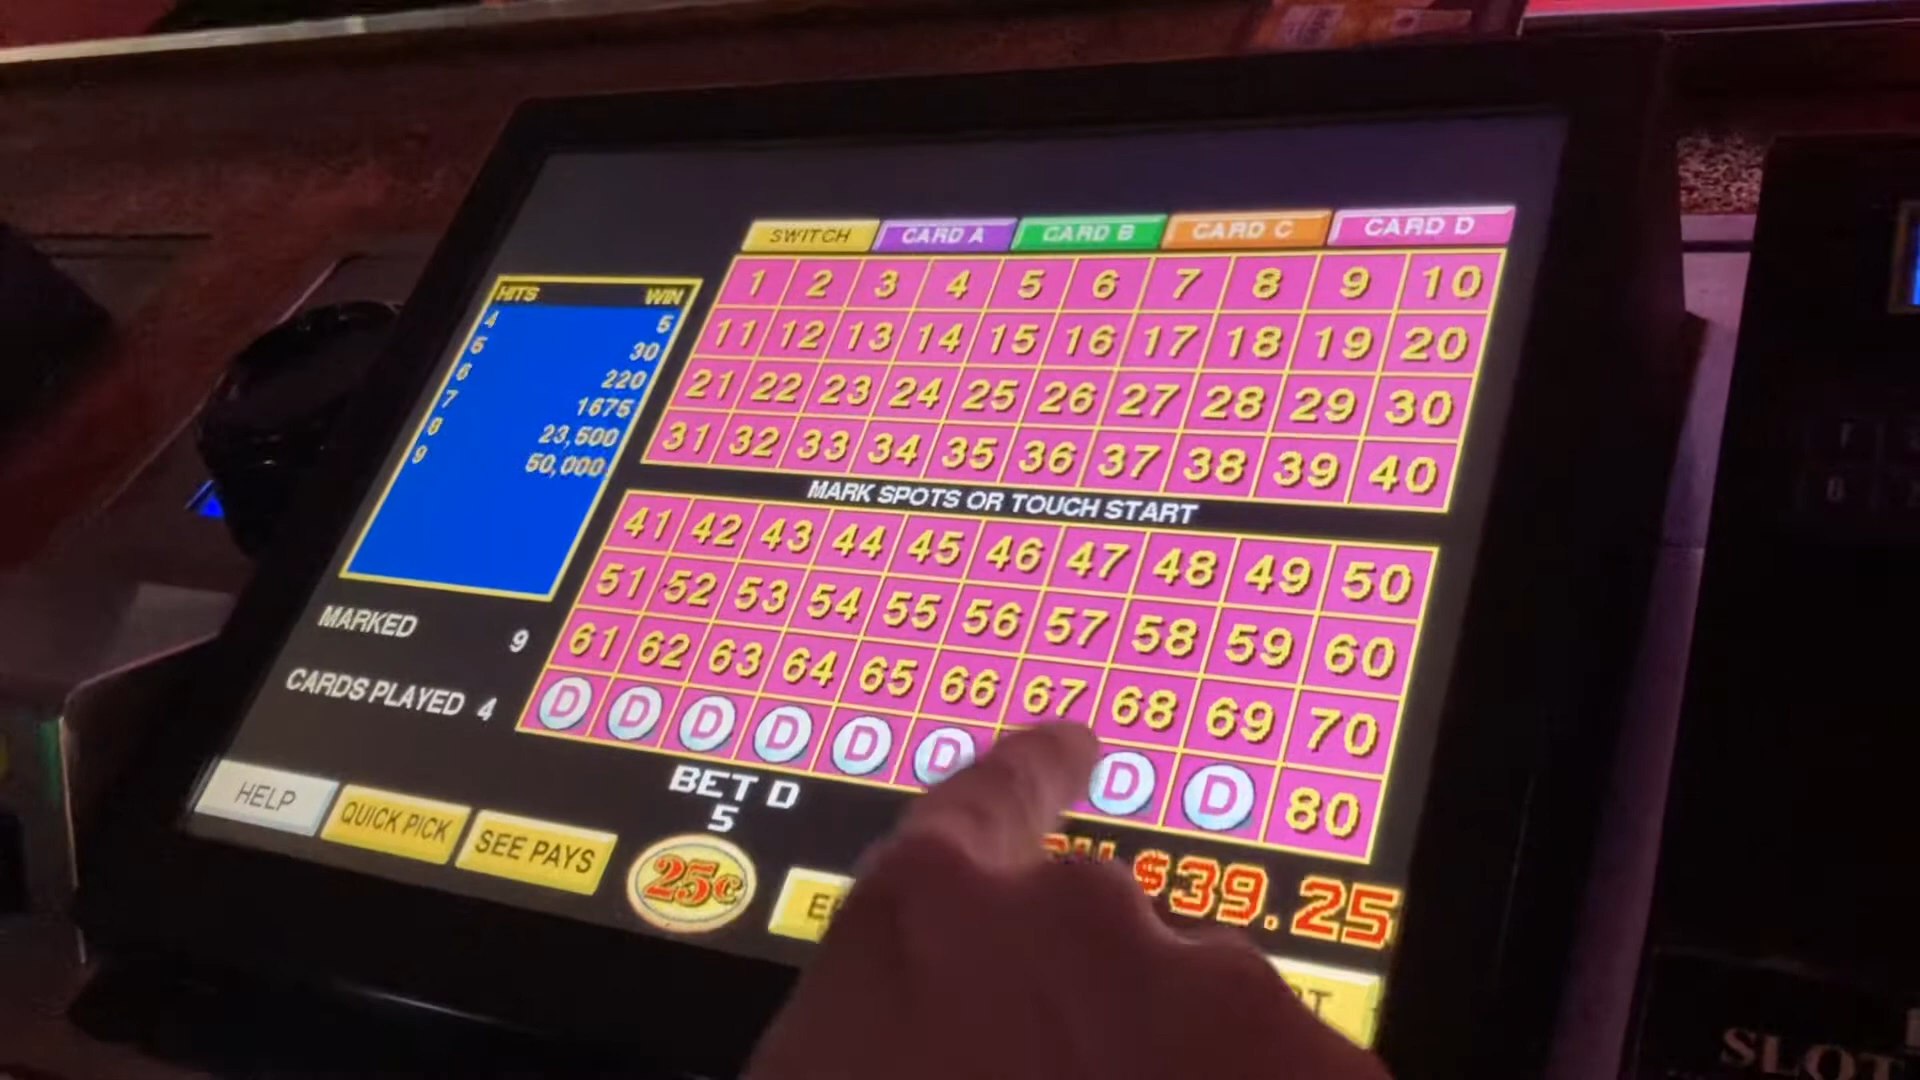 SWITCH CARD A CARD B CARD C CARD D
HITS WIN
4 5
5 30
6 220
7 1675
8 23,500
9 50,000
1 2 3 4 5 6 7 8 9 10
11 12 13 14 15 16 17 18 19 20
21 22 23 24 25 26 27 28 29 30
31 32 33 34 35 36 37 38 39 40
MARK SPOTS OR TOUCH START
41 42 43 44 45 46 47 48 49 50
51 52 53 54 55 56 57 58 59 60
61 62 63 64 65 66 67 68 69 70
D D D D D D D D 80
MARKED 9
CARDS PLAYED 4
BET D
5
$39.25
HELP QUICK PICK SEE PAYS 25¢
SLOT